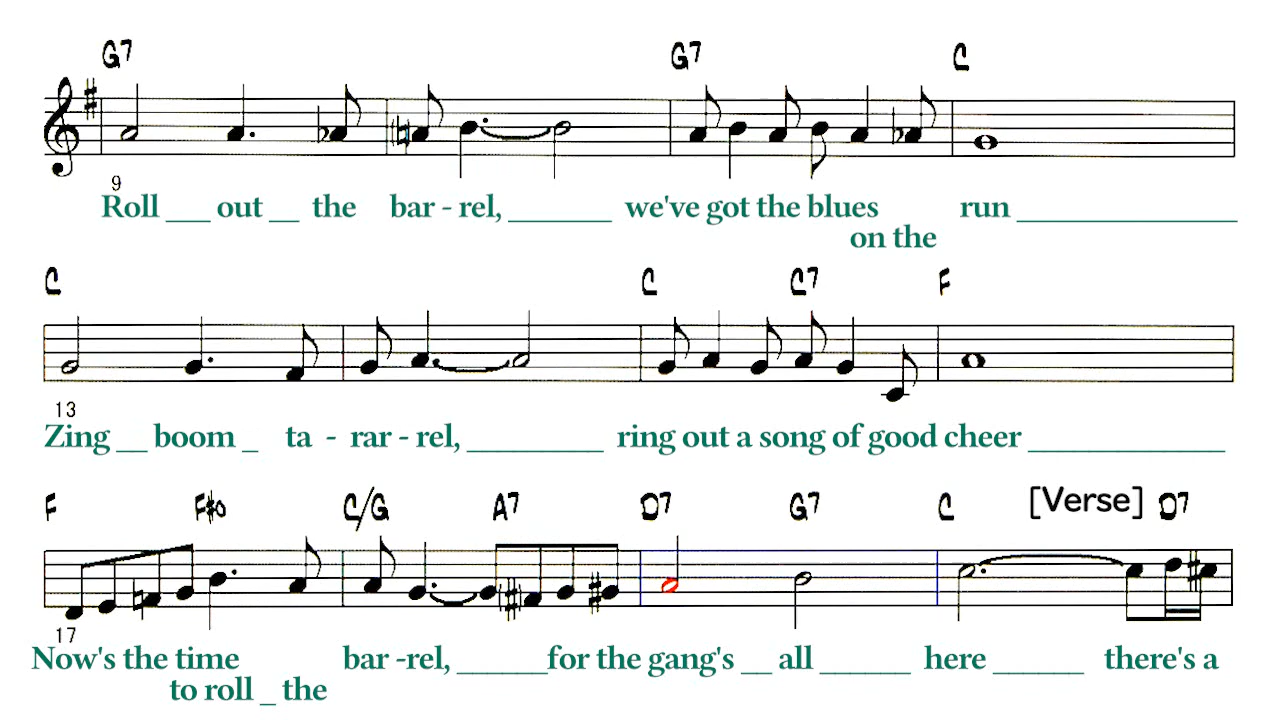 G7 G7 C
9
Roll ___ out __ the bar - rel, _______ we've got the blues run _______________
on the
C C C7 F
13
Zing __ boom _ ta - rar - rel, _________ ring out a song of good cheer _____________
F F#o C/G A7 D7 G7 C [Verse] D7
17
Now's the time bar -rel, ______for the gang's __ all ______ here ______ there's a
to roll _ the